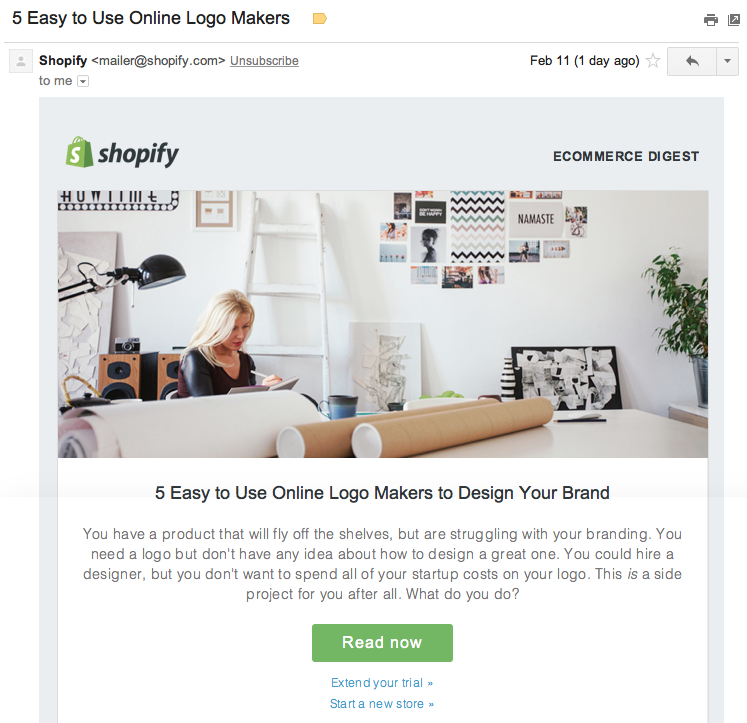 5 Easy to Use Online Logo Makers
Shopify <mailer@shopify.com> Unsubscribe
Feb 11 (1 day ago)
to me
shopify
ECOMMERCE DIGEST
DON'T WORRY
BE HAPPY
NAMASTE
5 Easy to Use Online Logo Makers to Design Your Brand
You have a product that will fly off the shelves, but are struggling with your branding. You
need a logo but don't have any idea about how to design a great one. You could hire a
designer, but you don't want to spend all of your startup costs on your logo. This is a side
project for you after all. What do you do?
Read now
Extend your trial »
Start a new store »